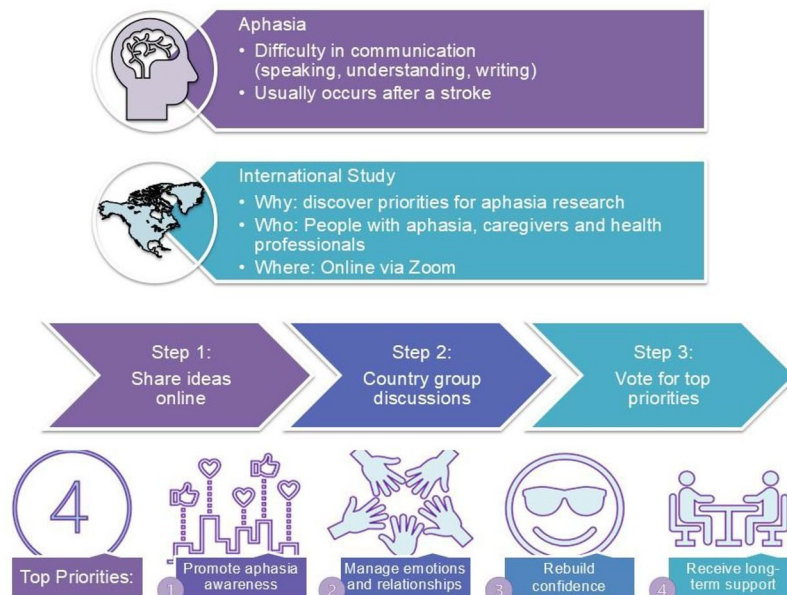 Aphasia
• Difficulty in communication
(speaking, understanding, writing)
• Usually occurs after a stroke
International Study
• Why: discover priorities for aphasia research
• Who: People with aphasia, caregivers and health
professionals
• Where: Online via Zoom
Step 1:
Share ideas
online
Step 2:
Country group
discussions
Step 3:
Vote for top
priorities
4
Top Priorities:
1
Promote aphasia
awareness
2
Manage emotions
and relationships
3
Rebuild
confidence
4
Receive long-
term support